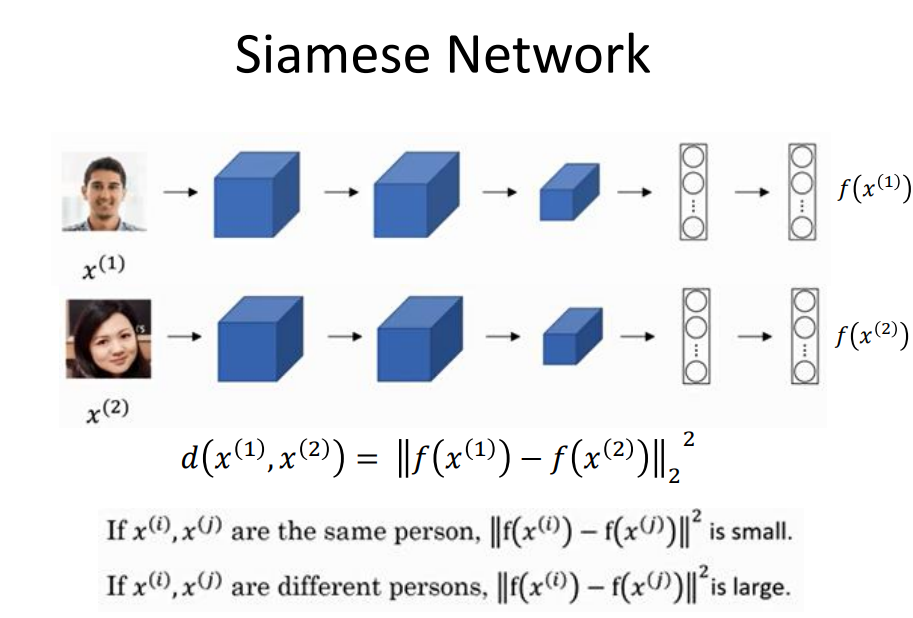 Siamese Network
f(x⁽¹⁾)
x⁽¹⁾
f(x⁽²⁾)
x⁽²⁾
d(x⁽¹⁾, x⁽²⁾) = ‖f(x⁽¹⁾) − f(x⁽²⁾)‖₂²
If x⁽ⁱ⁾, x⁽ʲ⁾ are the same person, ‖f(x⁽ⁱ⁾) − f(x⁽ʲ⁾)‖² is small.
If x⁽ⁱ⁾, x⁽ʲ⁾ are different persons, ‖f(x⁽ⁱ⁾) − f(x⁽ʲ⁾)‖² is large.